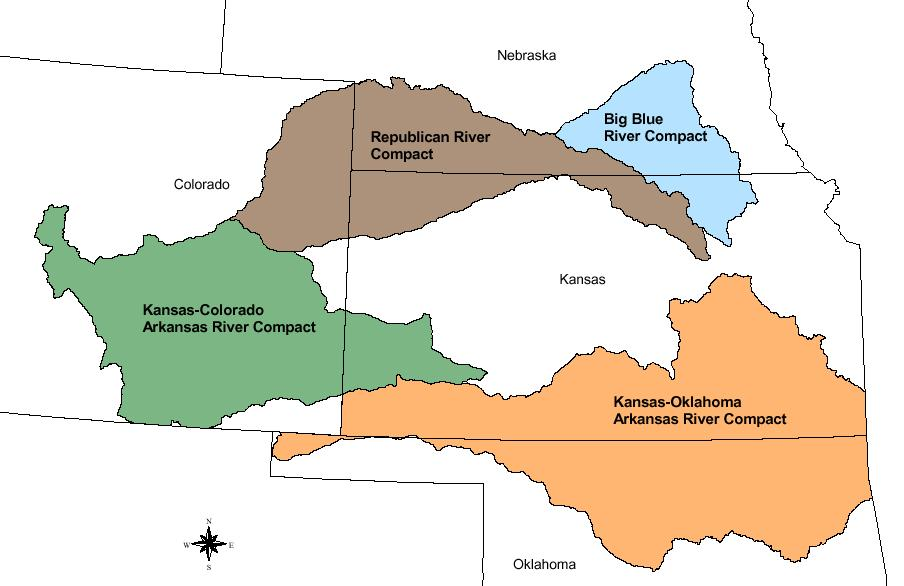 Nebraska
Big Blue
River Compact
Republican River
Compact
Colorado
Kansas
Kansas-Colorado
Arkansas River Compact
Kansas-Oklahoma
Arkansas River Compact
N
W E
S
Oklahoma